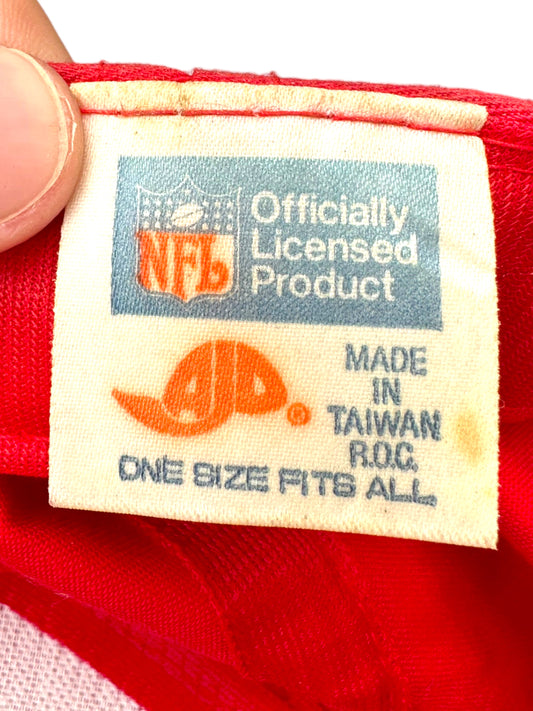 NFL
Officially
Licensed
Product
AJD
®
MADE
IN
TAIWAN
R.O.C.
ONE SIZE FITS ALL